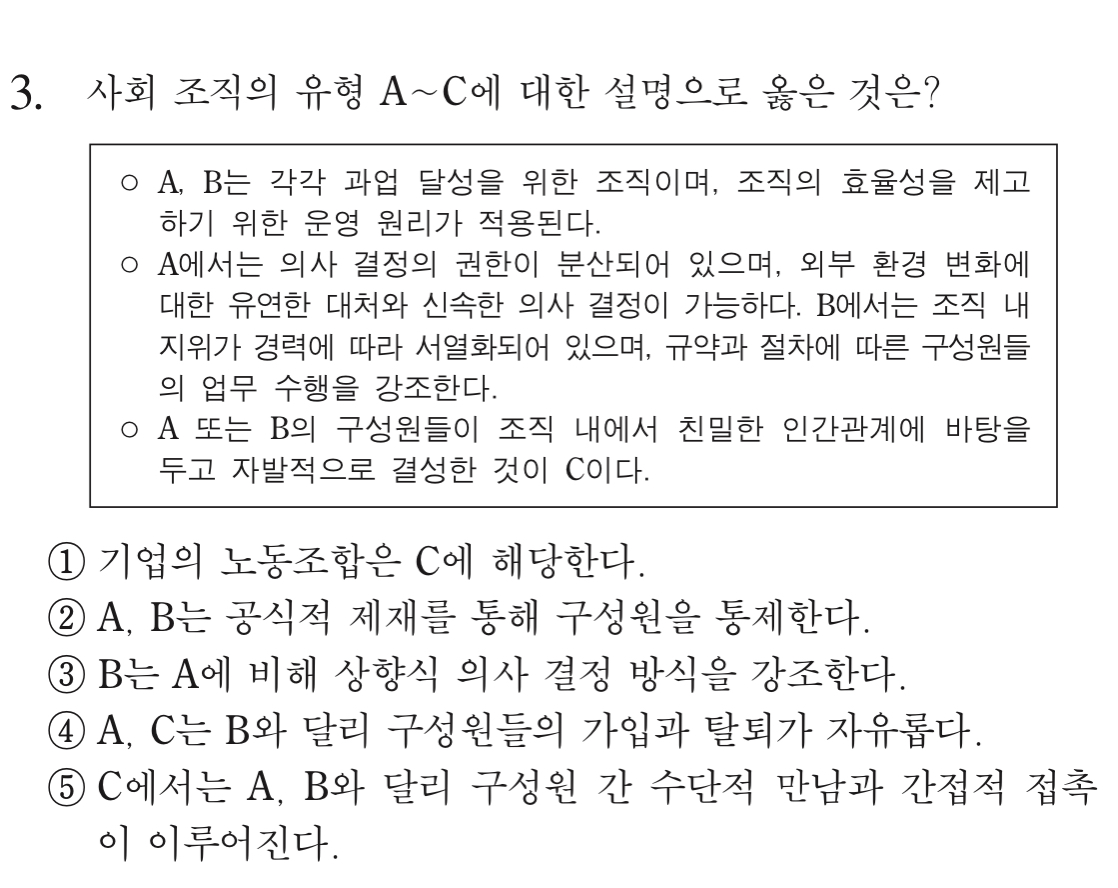 3. 사회 조직의 유형 A~C에 대한 설명으로 옳은 것은?
○ A, B는 각각 과업 달성을 위한 조직이며, 조직의 효율성을 제고
하기 위한 운영 원리가 적용된다.
○ A에서는 의사 결정의 권한이 분산되어 있으며, 외부 환경 변화에
대한 유연한 대처와 신속한 의사 결정이 가능하다. B에서는 조직 내
지위가 경력에 따라 서열화되어 있으며, 규약과 절차에 따른 구성원들
의 업무 수행을 강조한다.
○ A 또는 B의 구성원들이 조직 내에서 친밀한 인간관계에 바탕을
두고 자발적으로 결성한 것이 C이다.
① 기업의 노동조합은 C에 해당한다.
② A, B는 공식적 제재를 통해 구성원을 통제한다.
③ B는 A에 비해 상향식 의사 결정 방식을 강조한다.
④ A, C는 B와 달리 구성원들의 가입과 탈퇴가 자유롭다.
⑤ C에서는 A, B와 달리 구성원 간 수단적 만남과 간접적 접촉
이 이루어진다.